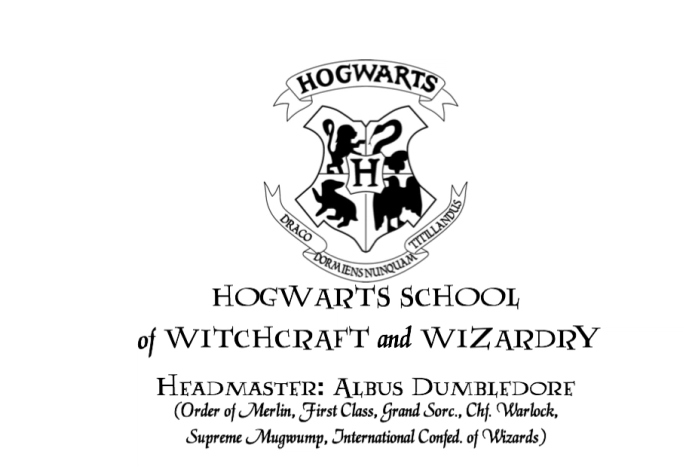 HOGWARTS
H
DRACO DORMIENS NUNQUAM TITILLANDUS
HOGWARTS SCHOOL
of WITCHCRAFT and WIZARDRY
HEADMASTER: ALBUS DUMBLEDORE
(Order of Merlin, First Class, Grand Sorc., Chf. Warlock,
Supreme Mugwump, International Confed. of Wizards)